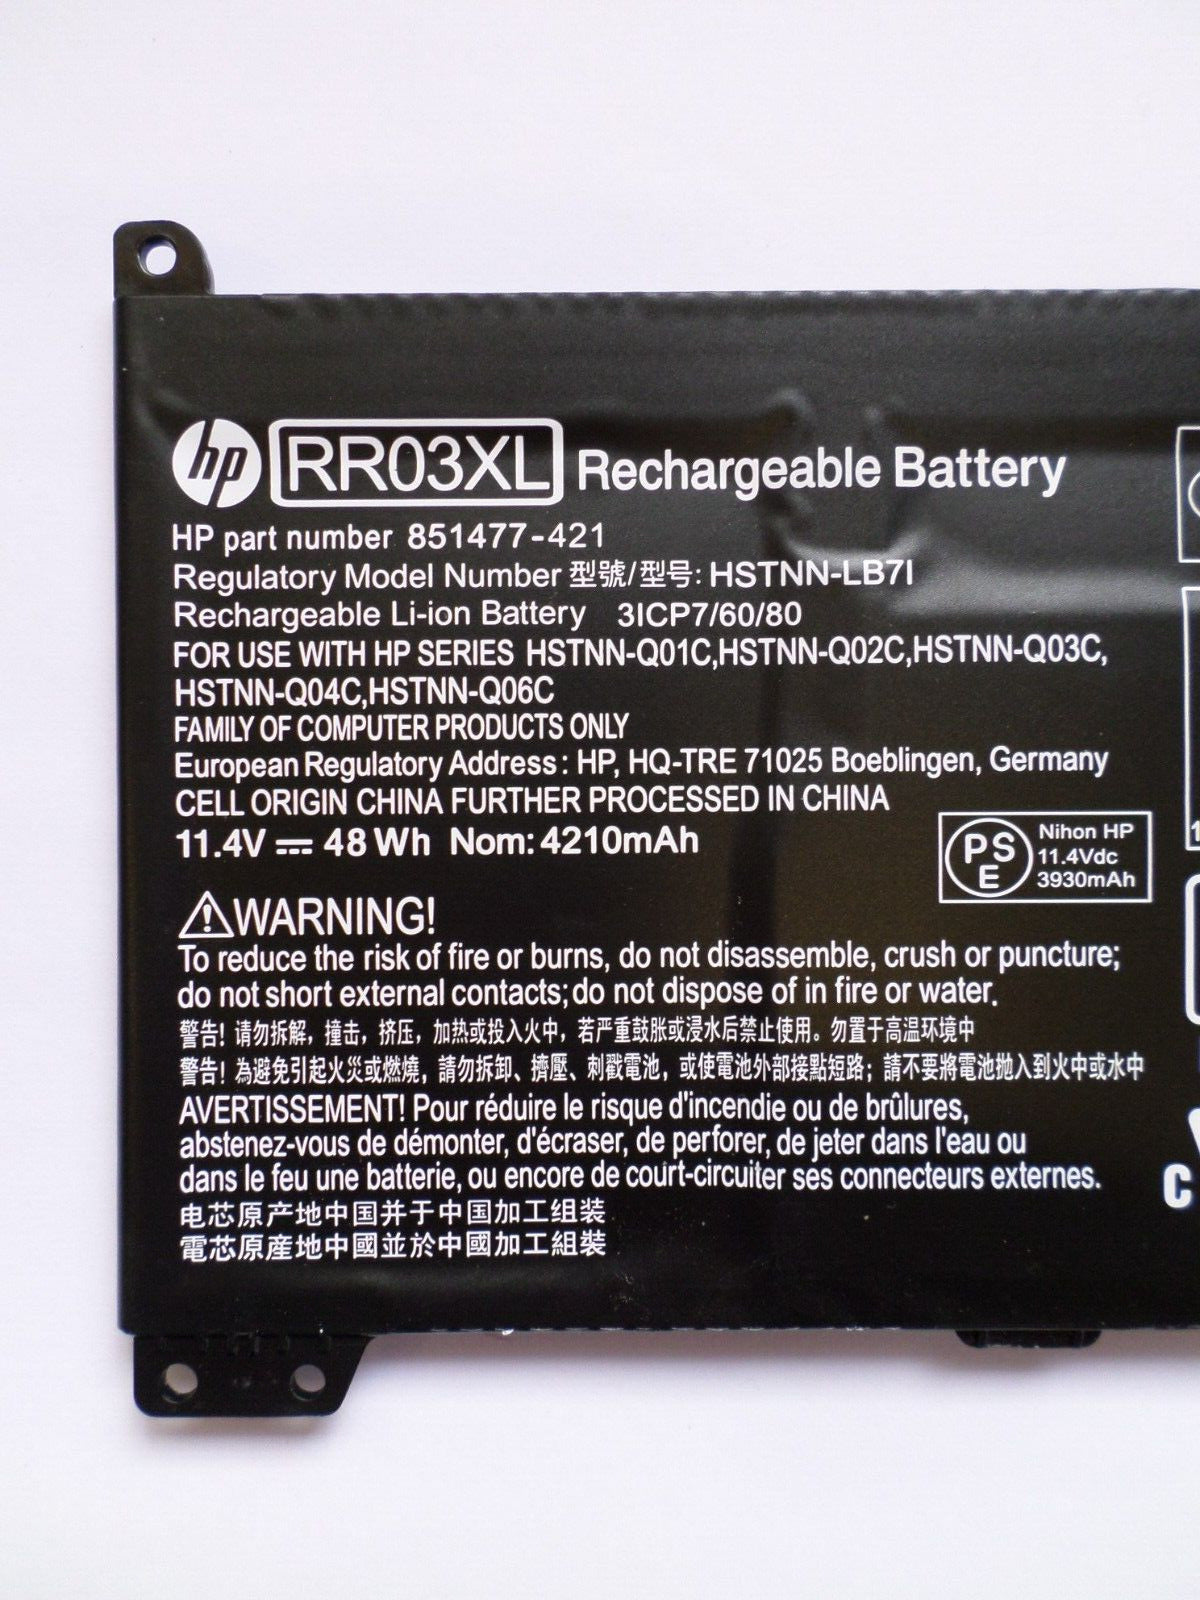 hp RR03XL Rechargeable Battery
HP part number 851477-421
Regulatory Model Number 型號/型号: HSTNN-LB7I
Rechargeable Li-ion Battery 3ICP7/60/80
FOR USE WITH HP SERIES HSTNN-Q01C,HSTNN-Q02C,HSTNN-Q03C,
HSTNN-Q04C,HSTNN-Q06C
FAMILY OF COMPUTER PRODUCTS ONLY
European Regulatory Address: HP, HQ-TRE 71025 Boeblingen, Germany
CELL ORIGIN CHINA FURTHER PROCESSED IN CHINA
11.4V ⎓ 48 Wh Nom: 4210mAh
PS E
Nihon HP
11.4Vdc
3930mAh
⚠WARNING!
To reduce the risk of fire or burns, do not disassemble, crush or puncture;
do not short external contacts; do not dispose of in fire or water.
警告! 请勿拆解，撞击，挤压，加热或投入火中，若严重鼓胀或浸水后禁止使用。勿置于高温环境中
警告! 為避免引起火災或燃燒，請勿拆卸、擠壓、刺戳電池，或使電池外部接點短路；請不要將電池拋入到火中或水中
AVERTISSEMENT! Pour réduire le risque d'incendie ou de brûlures,
abstenez-vous de démonter, d'écraser, de perforer, de jeter dans l'eau ou
dans le feu une batterie, ou encore de court-circuiter ses connecteurs externes.
电芯原产地中国并于中国加工组装
電芯原產地中國並於中國加工組裝